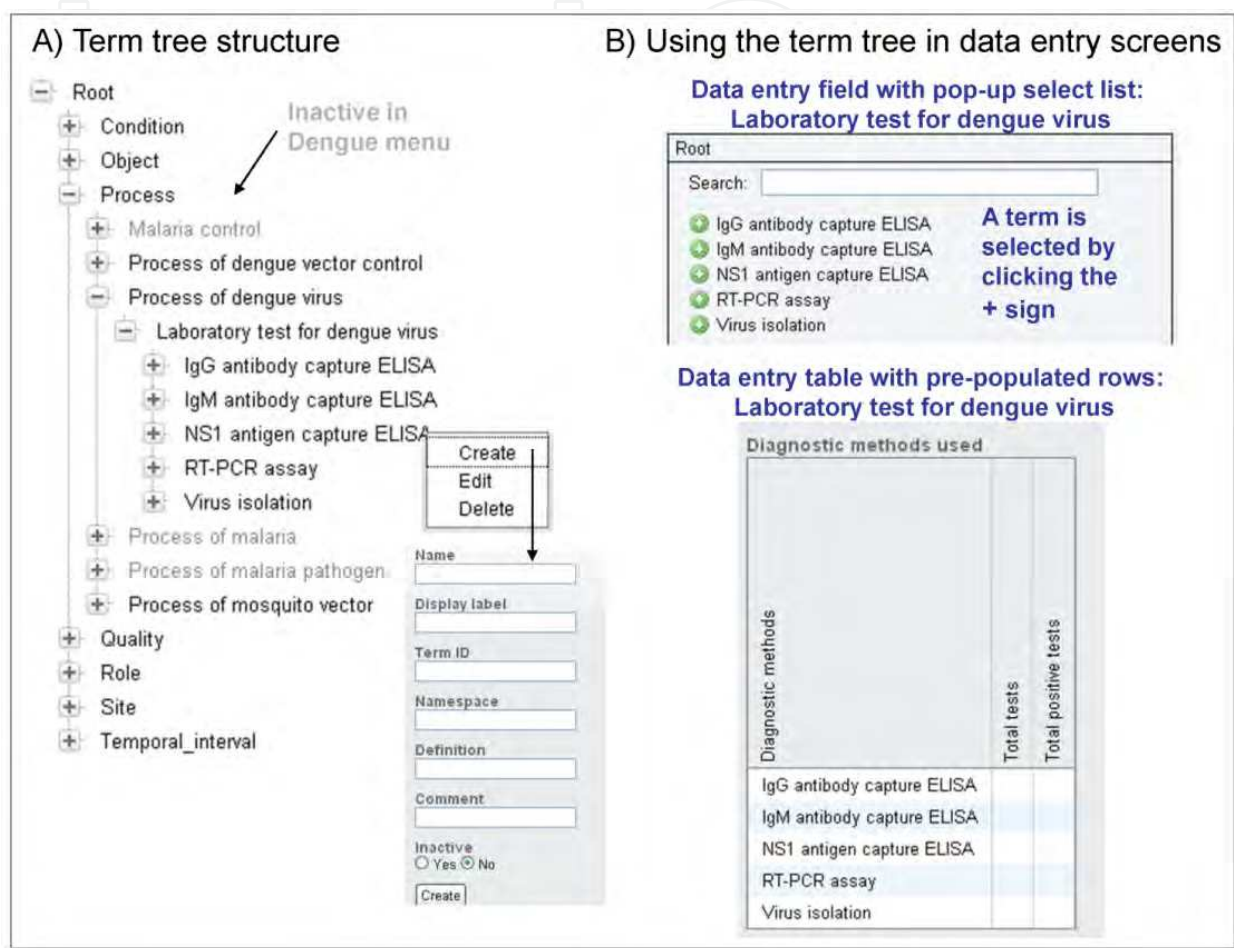 A) Term tree structure
Root
Condition
Object
Process
Inactive in
Dengue menu
Malaria control
Process of dengue vector control
Process of dengue virus
Laboratory test for dengue virus
IgG antibody capture ELISA
IgM antibody capture ELISA
NS1 antigen capture ELISA
RT-PCR assay
Virus isolation
Process of malaria
Process of malaria pathogen
Process of mosquito vector
Quality
Role
Site
Temporal_interval
Create
Edit
Delete
Name
Display label
Term ID
Namespace
Definition
Comment
Inactive
Yes No
Create
B) Using the term tree in data entry screens
Data entry field with pop-up select list:
Laboratory test for dengue virus
Root
Search:
IgG antibody capture ELISA
IgM antibody capture ELISA
NS1 antigen capture ELISA
RT-PCR assay
Virus isolation
A term is
selected by
clicking the
+ sign
Data entry table with pre-populated rows:
Laboratory test for dengue virus
Diagnostic methods used
Diagnostic methods
Total tests
Total positive tests
IgG antibody capture ELISA
IgM antibody capture ELISA
NS1 antigen capture ELISA
RT-PCR assay
Virus isolation